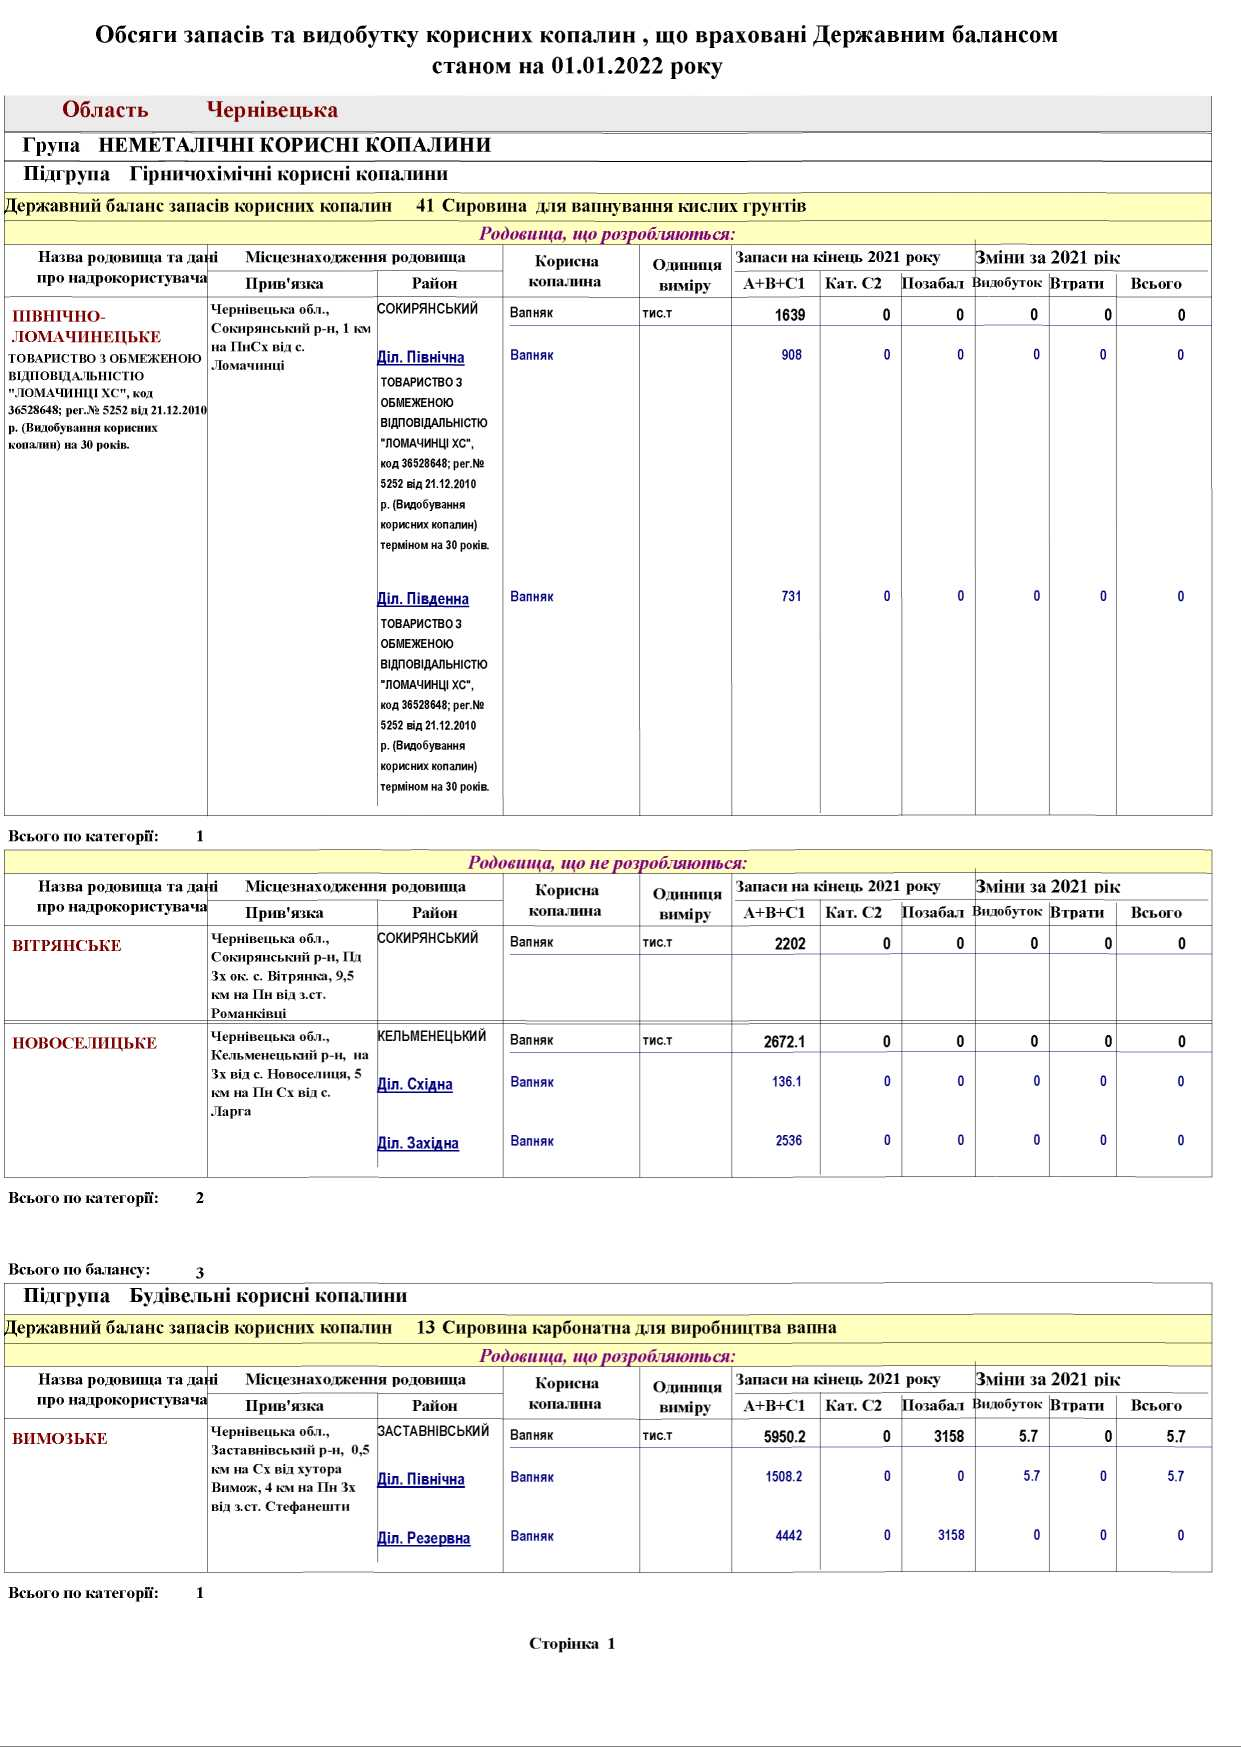 Обсяги запасів та видобутку корисних копалин , що враховані Державним балансом
станом на 01.01.2022 року
Область Чернівецька
Група НЕМЕТАЛІЧНІ КОРИСНІ КОПАЛИНИ
Підгрупа Гірничохімічні корисні копалини
Державний баланс запасів корисних копалин 41 Сировина для вапнування кислих грунтів
Родовища, що розробляються:
Назва родовища та дані Місцезнаходження родовища Корисна Одиниця Запаси на кінець 2021 року Зміни за 2021 рік
про надрокористувача Прив'язка Район копалина виміру А+В+С1 Кат. С2 Позабал Видобуток Втрати Всього
ПІВНІЧНО- Чернівецька обл., СОКИРЯНСЬКИЙ Вапняк тис.т 1639 0 0 0 0 0
ЛОМАЧИНЕЦЬКЕ Сокирянський р-н, 1 км
ТОВАРИСТВО З ОБМЕЖЕНОЮ на ПнСх від с. Діл. Північна Вапняк 908 0 0 0 0 0
ВІДПОВІДАЛЬНІСТЮ Ломачинці ТОВАРИСТВО З
"ЛОМАЧИНЦІ ХС", код ОБМЕЖЕНОЮ
36528648; рег.№ 5252 від 21.12.2010 ВІДПОВІДАЛЬНІСТЮ
р. (Видобування корисних "ЛОМАЧИНЦІ ХС",
копалин) на 30 років. код 36528648; рег.№
5252 від 21.12.2010
р. (Видобування
корисних копалин)
терміном на 30 років.
Діл. Південна Вапняк 731 0 0 0 0 0
ТОВАРИСТВО З
ОБМЕЖЕНОЮ
ВІДПОВІДАЛЬНІСТЮ
"ЛОМАЧИНЦІ ХС",
код 36528648; рег.№
5252 від 21.12.2010
р. (Видобування
корисних копалин)
терміном на 30 років.
Всього по категорії: 1
Родовища, що не розробляються:
Назва родовища та дані Місцезнаходження родовища Корисна Одиниця Запаси на кінець 2021 року Зміни за 2021 рік
про надрокористувача Прив'язка Район копалина виміру А+В+С1 Кат. С2 Позабал Видобуток Втрати Всього
ВІТРЯНСЬКЕ Чернівецька обл., СОКИРЯНСЬКИЙ Вапняк тис.т 2202 0 0 0 0 0
Сокирянський р-н, Пд
Зх ок. с. Вітрянка, 9,5
км на Пн від з.ст.
Романківці
НОВОСЕЛИЦЬКЕ Чернівецька обл., КЕЛЬМЕНЕЦЬКИЙ Вапняк тис.т 2672.1 0 0 0 0 0
Кельменецький р-н, на
Зх від с. Новоселиця, 5 Діл. Східна Вапняк 136.1 0 0 0 0 0
км на Пн Сх від с.
Ларга
Діл. Західна Вапняк 2536 0 0 0 0 0
Всього по категорії: 2
Всього по балансу: 3
Підгрупа Будівельні корисні копалини
Державний баланс запасів корисних копалин 13 Сировина карбонатна для виробництва вапна
Родовища, що розробляються:
Назва родовища та дані Місцезнаходження родовища Корисна Одиниця Запаси на кінець 2021 року Зміни за 2021 рік
про надрокористувача Прив'язка Район копалина виміру А+В+С1 Кат. С2 Позабал Видобуток Втрати Всього
ВИМОЗЬКЕ Чернівецька обл., ЗАСТАВНІВСЬКИЙ Вапняк тис.т 5950.2 0 3158 5.7 0 5.7
Заставнівський р-н, 0,5
км на Сх від хутора Діл. Північна Вапняк 1508.2 0 0 5.7 0 5.7
Вимож, 4 км на Пн Зх
від з.ст. Стефанешти
Діл. Резервна Вапняк 4442 0 3158 0 0 0
Всього по категорії: 1
Сторінка 1